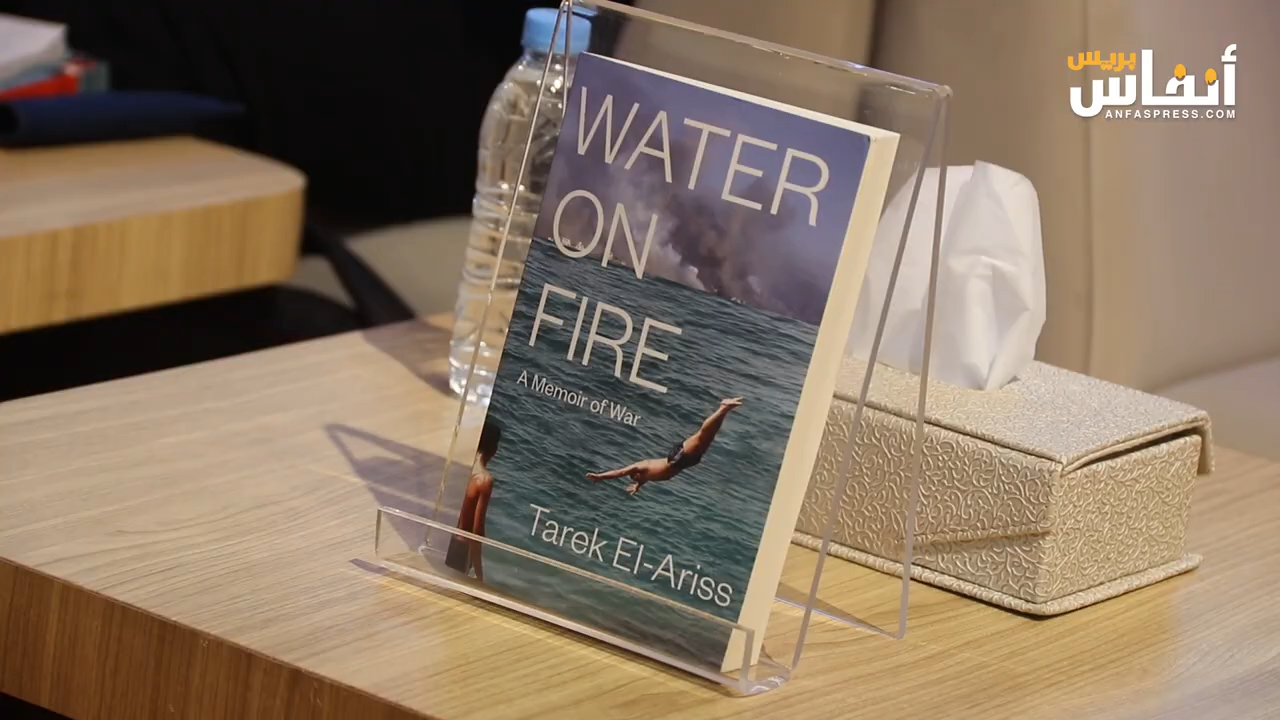 WATER
ON
FIRE
A Memoir of War
Tarek El-Ariss
أنفاس بريس
ANFASPRESS.COM